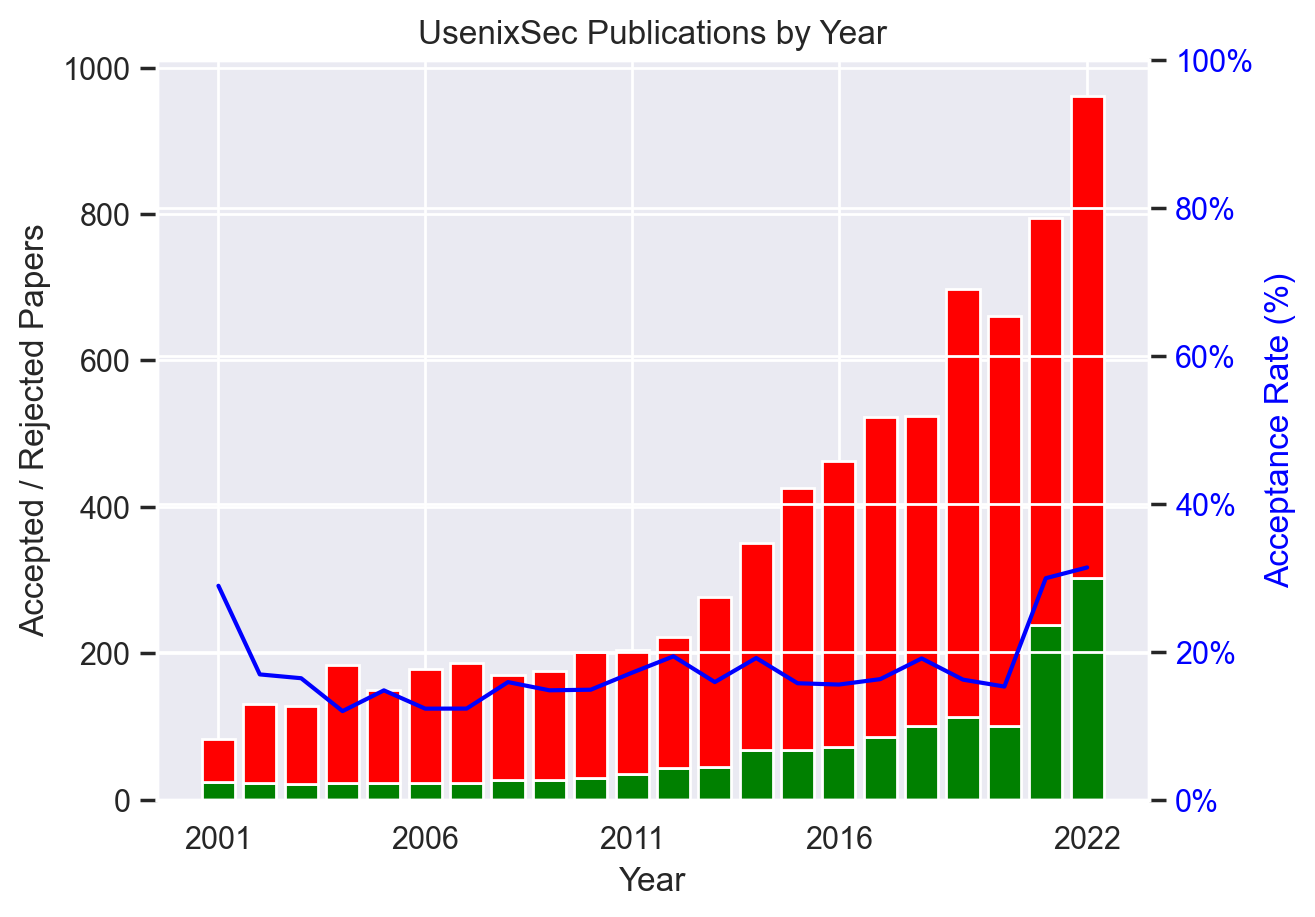 UsenixSec Publications by Year
1000
800
600
400
200
0
Accepted / Rejected Papers
100%
80%
60%
40%
20%
0%
Acceptance Rate (%)
2001 2006 2011 2016 2022
Year